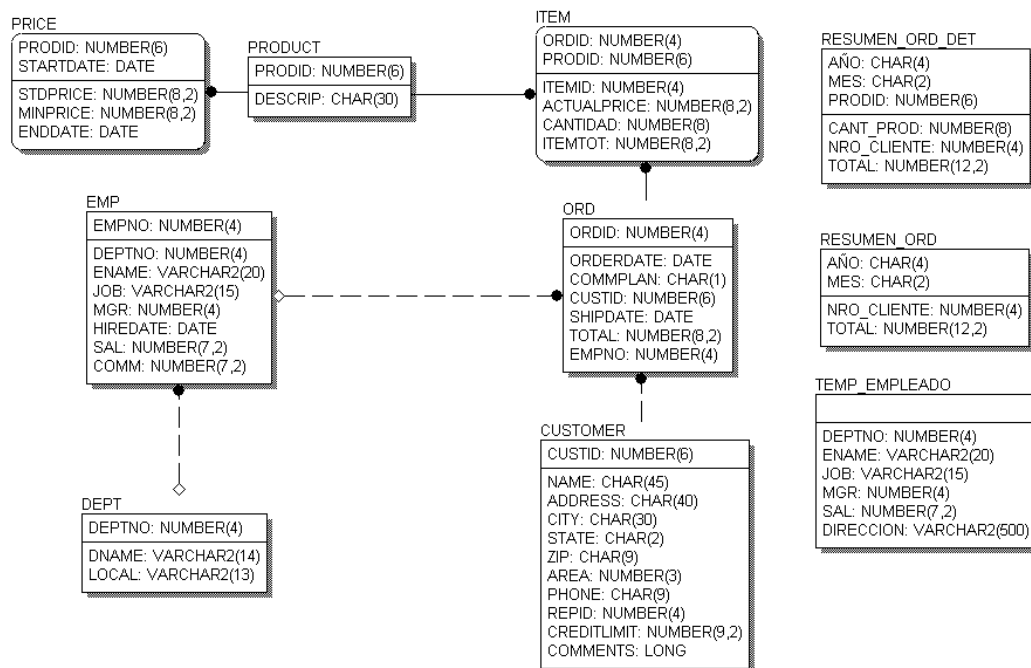 PRICE
PRODID: NUMBER(6)
STARTDATE: DATE
STDPRICE: NUMBER(8,2)
MINPRICE: NUMBER(8,2)
ENDDATE: DATE
PRODUCT
PRODID: NUMBER(6)
DESCRIP: CHAR(30)
ITEM
ORDID: NUMBER(4)
PRODID: NUMBER(6)
ITEMID: NUMBER(4)
ACTUALPRICE: NUMBER(8,2)
CANTIDAD: NUMBER(8)
ITEMTOT: NUMBER(8,2)
RESUMEN_ORD_DET
AÑO: CHAR(4)
MES: CHAR(2)
PRODID: NUMBER(6)
CANT_PROD: NUMBER(8)
NRO_CLIENTE: NUMBER(4)
TOTAL: NUMBER(12,2)
EMP
EMPNO: NUMBER(4)
DEPTNO: NUMBER(4)
ENAME: VARCHAR2(20)
JOB: VARCHAR2(15)
MGR: NUMBER(4)
HIREDATE: DATE
SAL: NUMBER(7,2)
COMM: NUMBER(7,2)
ORD
ORDID: NUMBER(4)
ORDERDATE: DATE
COMMPLAN: CHAR(1)
CUSTID: NUMBER(6)
SHIPDATE: DATE
TOTAL: NUMBER(8,2)
EMPNO: NUMBER(4)
RESUMEN_ORD
AÑO: CHAR(4)
MES: CHAR(2)
NRO_CLIENTE: NUMBER(4)
TOTAL: NUMBER(12,2)
DEPT
DEPTNO: NUMBER(4)
DNAME: VARCHAR2(14)
LOCAL: VARCHAR2(13)
CUSTOMER
CUSTID: NUMBER(6)
NAME: CHAR(45)
ADDRESS: CHAR(40)
CITY: CHAR(30)
STATE: CHAR(2)
ZIP: CHAR(9)
AREA: NUMBER(3)
PHONE: CHAR(9)
REPID: NUMBER(4)
CREDITLIMIT: NUMBER(9,2)
COMMENTS: LONG
TEMP_EMPLEADO
DEPTNO: NUMBER(4)
ENAME: VARCHAR2(20)
JOB: VARCHAR2(15)
MGR: NUMBER(4)
SAL: NUMBER(7,2)
DIRECCION: VARCHAR2(500)